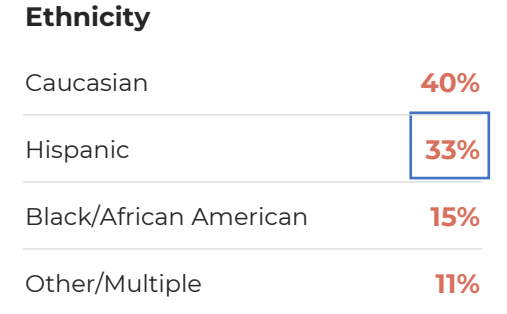 Ethnicity
Caucasian 40%
Hispanic 33%
Black/African American 15%
Other/Multiple 11%